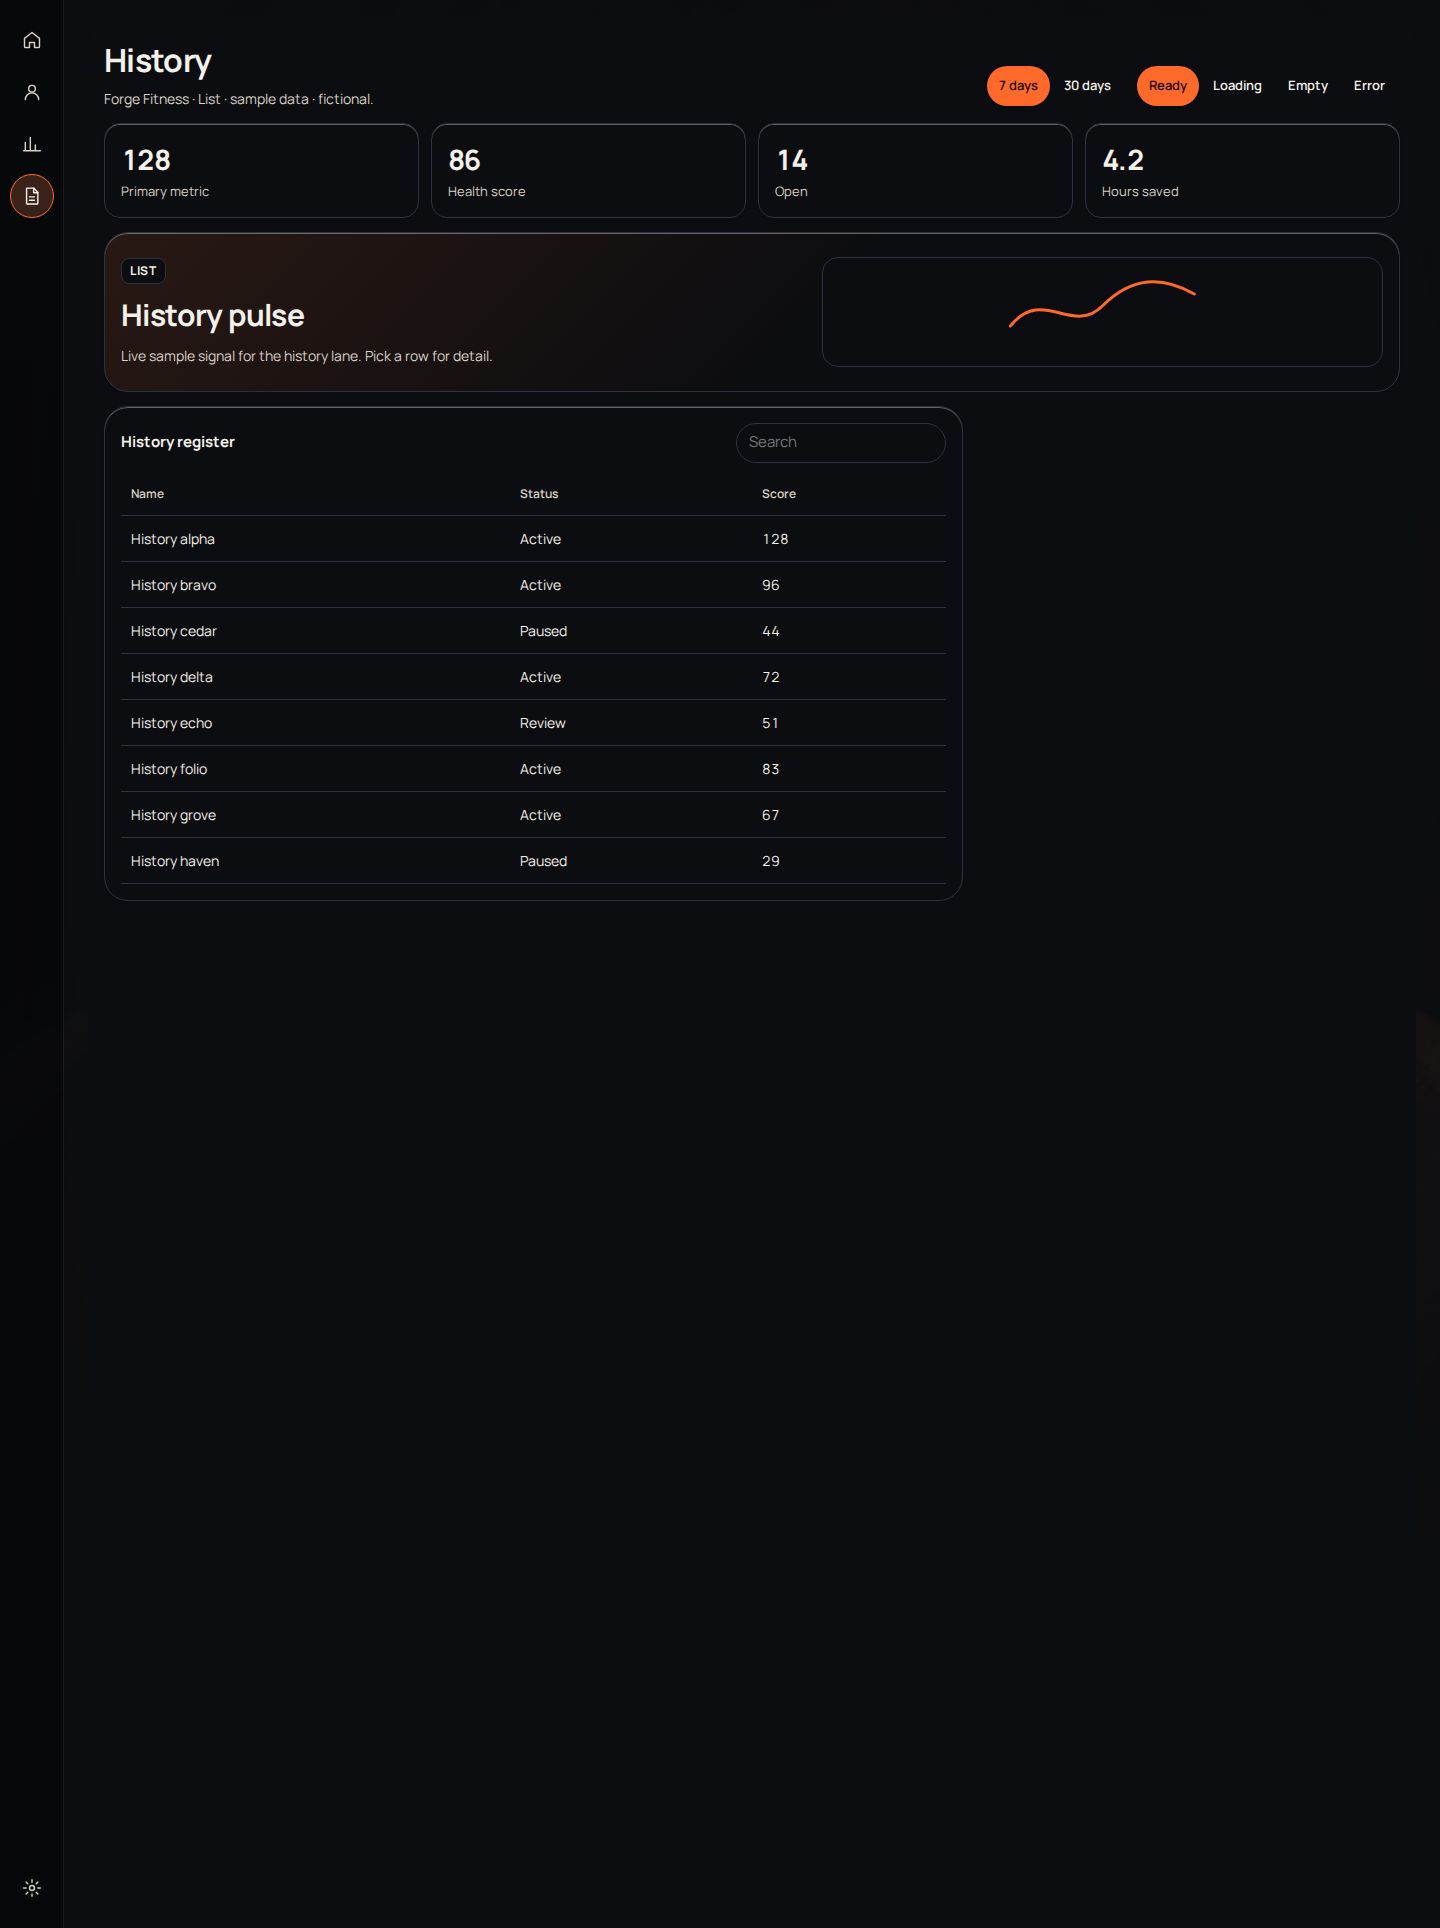 History
Forge Fitness · List · sample data · fictional.
7 days 30 days Ready Loading Empty Error
128 86 14 4.2
Primary metric Health score Open Hours saved
LIST
History pulse
Live sample signal for the history lane. Pick a row for detail.
History register Search
Name Status Score
History alpha Active 128
History bravo Active 96
History cedar Paused 44
History delta Active 72
History echo Review 51
History folio Active 83
History grove Active 67
History haven Paused 29